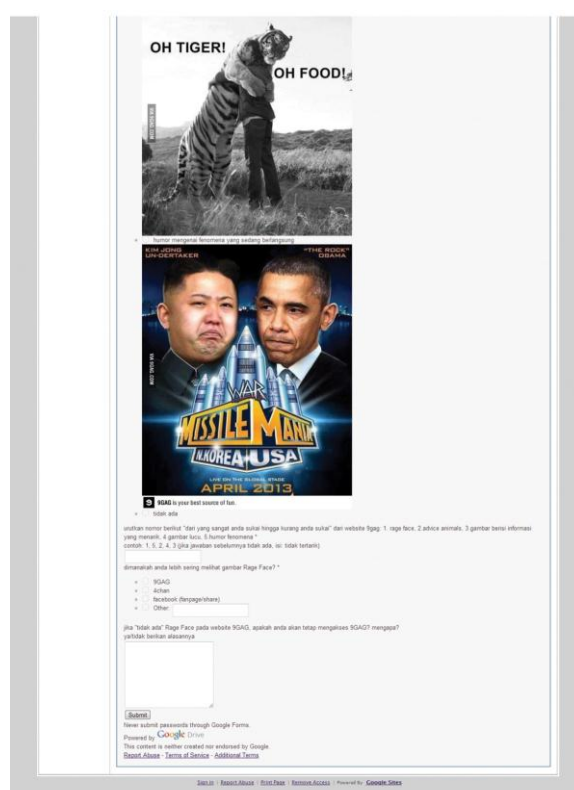 OH TIGER!
OH FOOD!
VIA 9GAG.COM
humor mengenai fenomena yang sedang berlangsung
KIM JONG
UN-DERTAKER
"THE ROCK"
OBAMA
VIA 9GAG.COM
WAR
MISSILE MANIA
N.KOREA USA
LIVE ON THE GLOBAL STAGE
APRIL 2013
9GAG is your best source of fun.
tidak ada
urutkan nomor berikut "dari yang sangat anda sukai hingga kurang anda sukai" dari website 9gag: 1. rage face, 2.advice animals, 3.gambar berisi informasi
yang menarik, 4.gambar lucu, 5.humor fenomena *
contoh: 1, 5, 2, 4, 3 (jika jawaban sebelumnya tidak ada, isi: tidak tertarik)
dimanakah anda lebih sering melihat gambar Rage Face? *
9GAG
4chan
facebook (fanpage/share)
Other:
jika "tidak ada" Rage Face pada website 9GAG, apakah anda akan tetap mengakses 9GAG? mengapa?
ya/tidak berikan alasannya
Submit
Never submit passwords through Google Forms.
Powered by Google Drive
This content is neither created nor endorsed by Google.
Report Abuse - Terms of Service - Additional Terms
Sign in | Report Abuse | Print Page | Remove Access | Powered By Google Sites